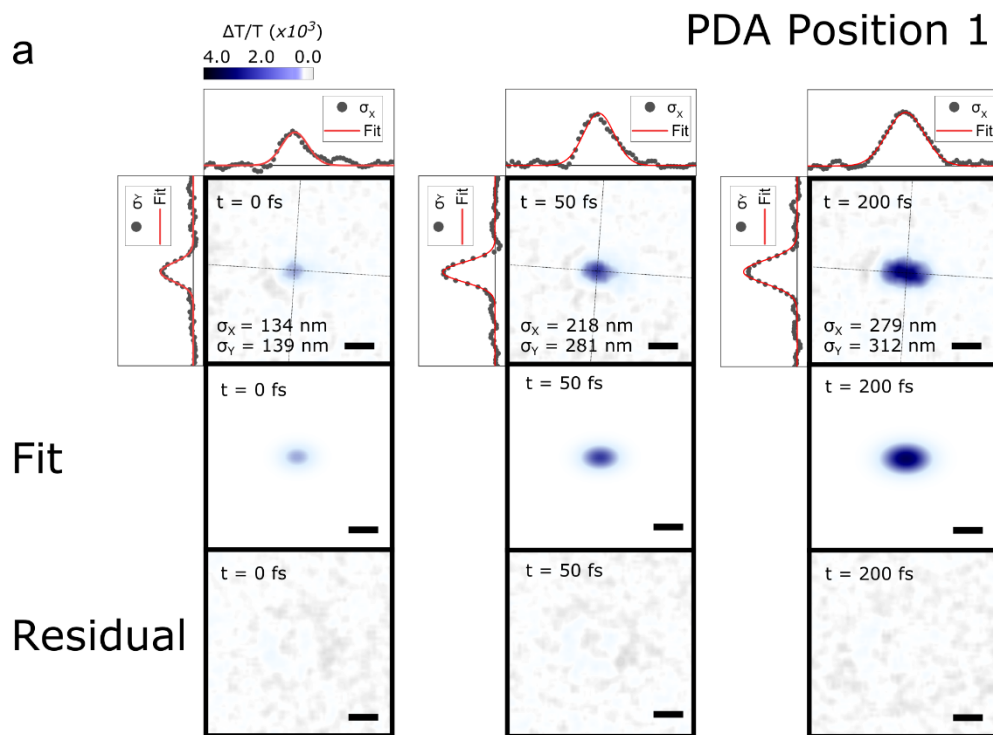 a
ΔT/T (x10³)
4.0 2.0 0.0
PDA Position 1
σX
Fit
σX
Fit
σX
Fit
σY
Fit
σY
Fit
σY
Fit
t = 0 fs
σX = 134 nm
σY = 139 nm
t = 50 fs
σX = 218 nm
σY = 281 nm
t = 200 fs
σX = 279 nm
σY = 312 nm
Fit
t = 0 fs
t = 50 fs
t = 200 fs
Residual
t = 0 fs
t = 50 fs
t = 200 fs